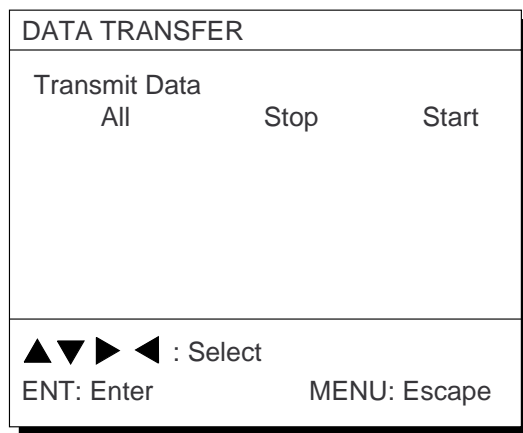 DATA TRANSFER
Transmit Data
All Stop Start
▲▼▶◀ : Select
ENT: Enter MENU: Escape